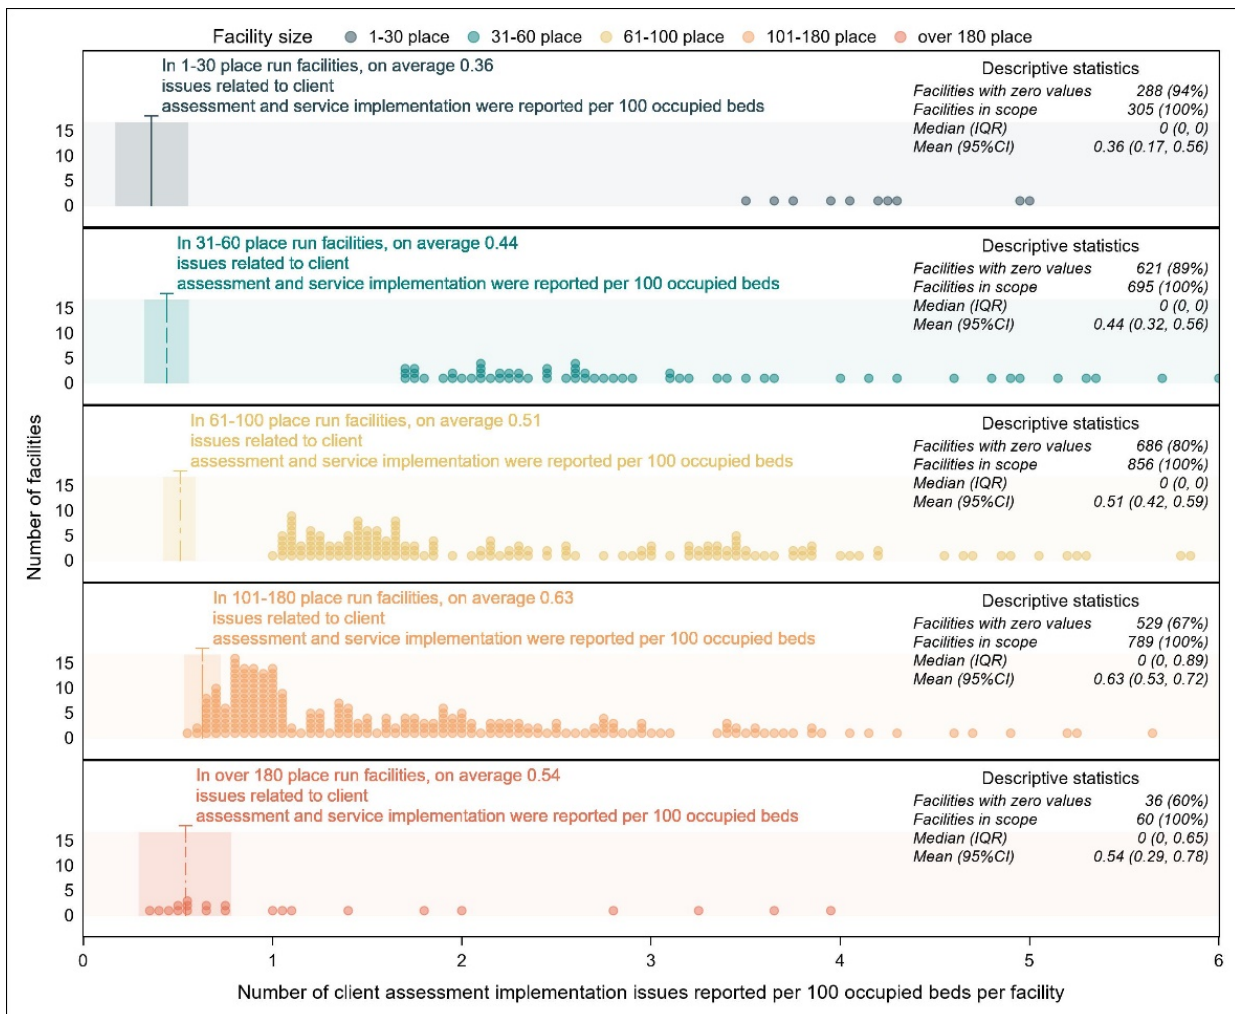 Facility size 1-30 place 31-60 place 61-100 place 101-180 place over 180 place
In 1-30 place run facilities, on average 0.36
issues related to client
assessment and service implementation were reported per 100 occupied beds
Descriptive statistics
Facilities with zero values 288 (94%)
Facilities in scope 305 (100%)
Median (IQR) 0 (0, 0)
Mean (95%CI) 0.36 (0.17, 0.56)
15
10
5
0
In 31-60 place run facilities, on average 0.44
issues related to client
assessment and service implementation were reported per 100 occupied beds
Descriptive statistics
Facilities with zero values 621 (89%)
Facilities in scope 695 (100%)
Median (IQR) 0 (0, 0)
Mean (95%CI) 0.44 (0.32, 0.56)
15
10
5
0
In 61-100 place run facilities, on average 0.51
issues related to client
assessment and service implementation were reported per 100 occupied beds
Descriptive statistics
Facilities with zero values 686 (80%)
Facilities in scope 856 (100%)
Median (IQR) 0 (0, 0)
Mean (95%CI) 0.51 (0.42, 0.59)
15
10
5
0
Number of facilities
In 101-180 place run facilities, on average 0.63
issues related to client
assessment and service implementation were reported per 100 occupied beds
Descriptive statistics
Facilities with zero values 529 (67%)
Facilities in scope 789 (100%)
Median (IQR) 0 (0, 0.89)
Mean (95%CI) 0.63 (0.53, 0.72)
15
10
5
0
In over 180 place run facilities, on average 0.54
issues related to client
assessment and service implementation were reported per 100 occupied beds
Descriptive statistics
Facilities with zero values 36 (60%)
Facilities in scope 60 (100%)
Median (IQR) 0 (0, 0.65)
Mean (95%CI) 0.54 (0.29, 0.78)
15
10
5
0
0 1 2 3 4 5 6
Number of client assessment implementation issues reported per 100 occupied beds per facility